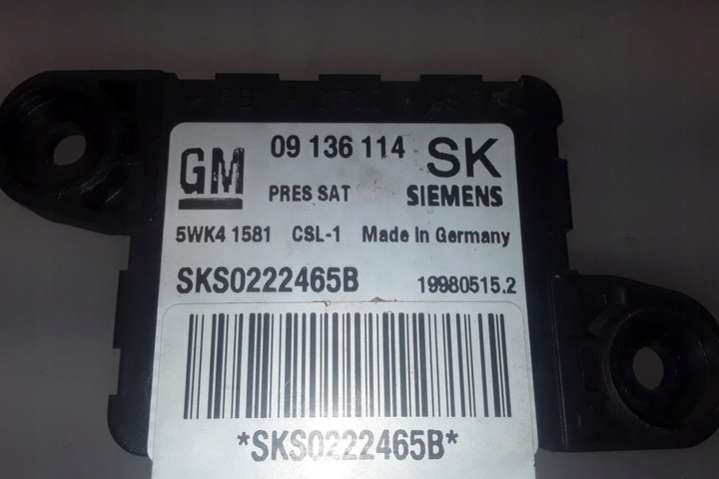 GM 09 136 114 SK
PRES SAT SIEMENS
5WK4 1581 CSL-1 Made in Germany
SKS0222465B 19980515.2
*SKS0222465B*